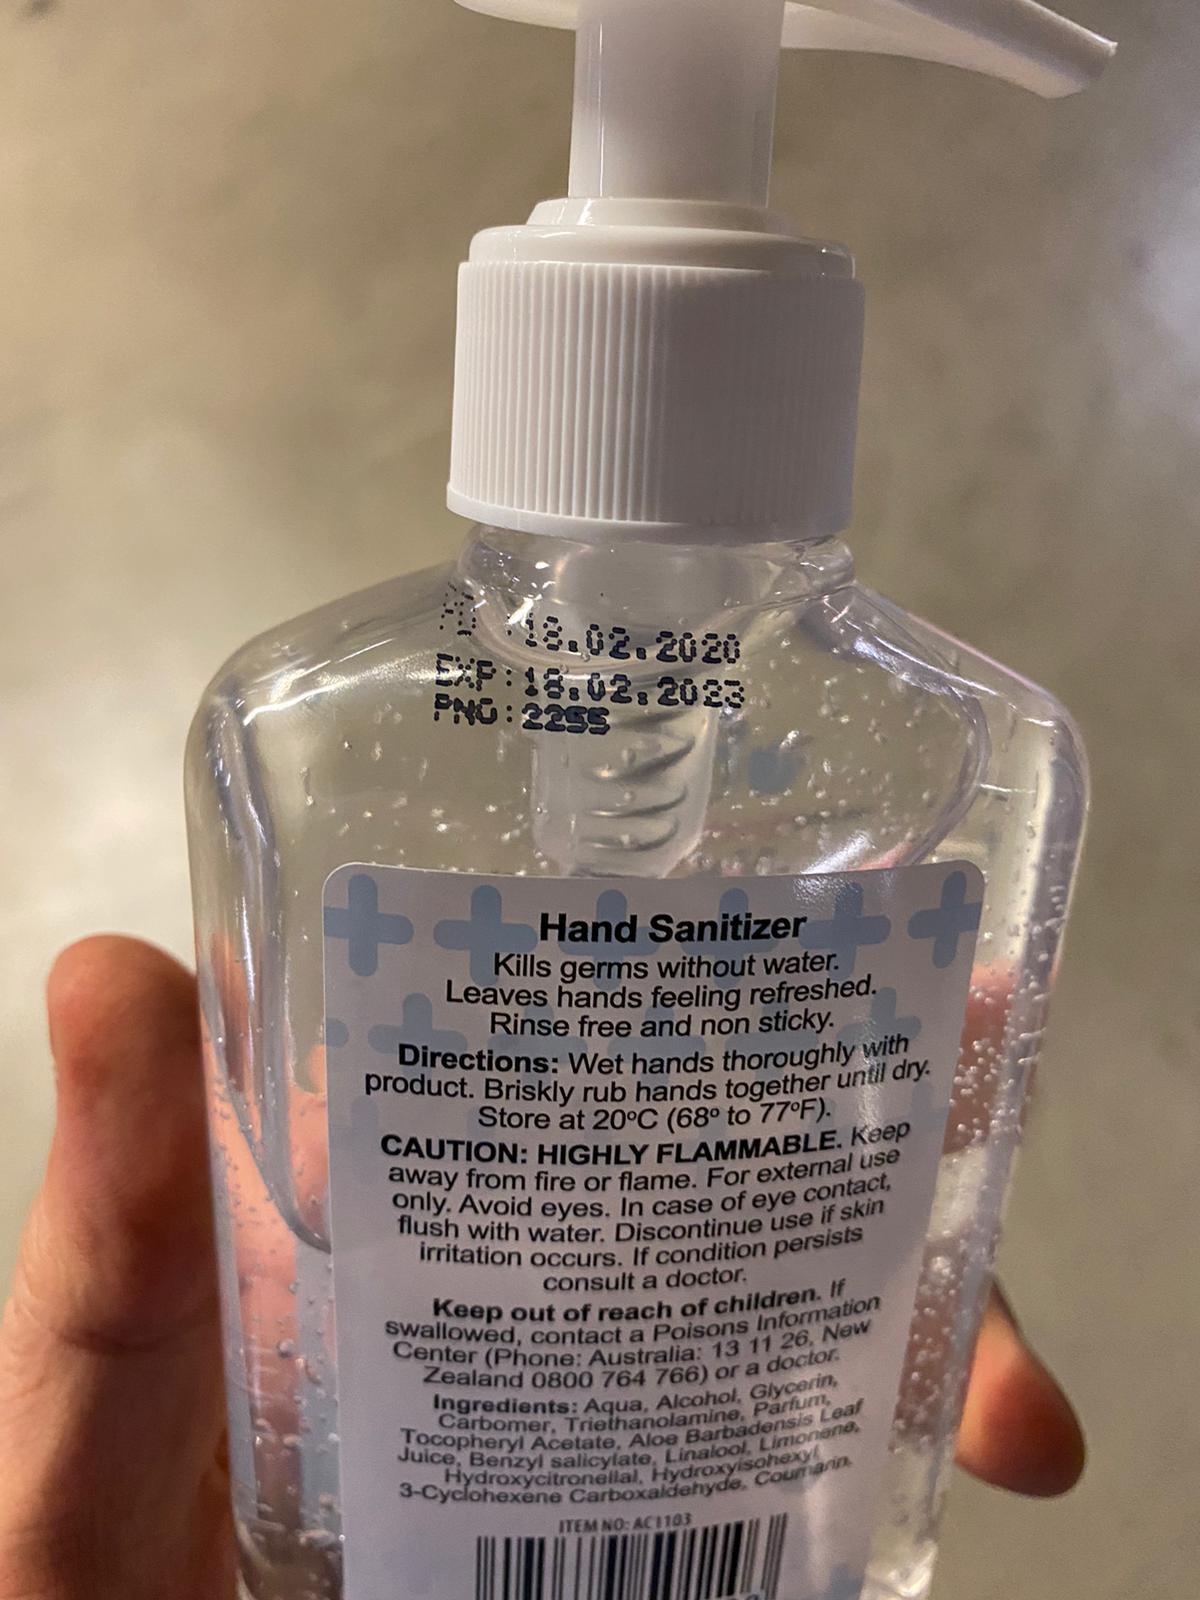 :18.02.2020
EXP:18.02.2023
PNO:2255
Hand Sanitizer
Kills germs without water.
Leaves hands feeling refreshed.
Rinse free and non sticky.
Directions: Wet hands thoroughly with
product. Briskly rub hands together until dry.
Store at 20ºC (68º to 77ºF).
CAUTION: HIGHLY FLAMMABLE. Keep
away from fire or flame. For external use
only. Avoid eyes. In case of eye contact,
flush with water. Discontinue use if skin
irritation occurs. If condition persists
consult a doctor.
Keep out of reach of children. If
swallowed, contact a Poisons Information
Center (Phone: Australia: 13 11 26, New
Zealand 0800 764 766) or a doctor.
Ingredients: Aqua, Alcohol, Glycerin,
Carbomer, Triethanolamine, Parfum,
Tocopheryl Acetate, Aloe Barbadensis Leaf
Juice, Benzyl salicylate, Linalool, Limonene,
Hydroxycitronellal, Hydroxyisohexyl
3-Cyclohexene Carboxaldehyde, Coumarin.
ITEM NO: AC1103